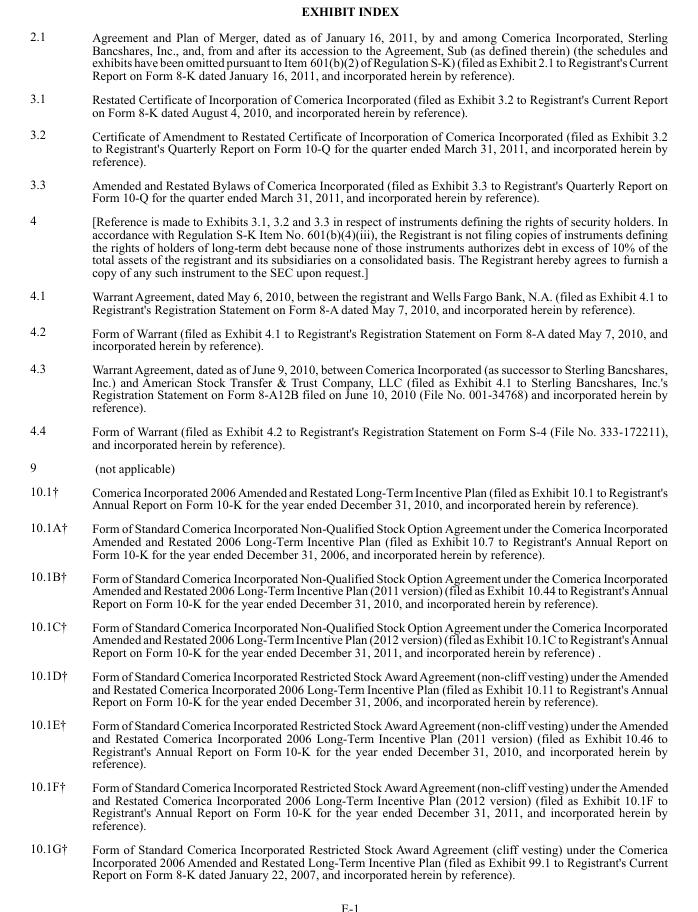 EXHIBIT INDEX
2.1 Agreement and Plan of Merger, dated as of January 16, 2011, by and among Comerica Incorporated, Sterling
Bancshares, Inc., and, from and after its accession to the Agreement, Sub (as defined therein) (the schedules and
exhibits have been omitted pursuant to Item 601(b)(2) of Regulation S-K) (filed as Exhibit 2.1 to Registrant's Current
Report on Form 8-K dated January 16, 2011, and incorporated herein by reference).
3.1 Restated Certificate of Incorporation of Comerica Incorporated (filed as Exhibit 3.2 to Registrant's Current Report
on Form 8-K dated August 4, 2010, and incorporated herein by reference).
3.2 Certificate of Amendment to Restated Certificate of Incorporation of Comerica Incorporated (filed as Exhibit 3.2
to Registrant's Quarterly Report on Form 10-Q for the quarter ended March 31, 2011, and incorporated herein by
reference).
3.3 Amended and Restated Bylaws of Comerica Incorporated (filed as Exhibit 3.3 to Registrant's Quarterly Report on
Form 10-Q for the quarter ended March 31, 2011, and incorporated herein by reference).
4 [Reference is made to Exhibits 3.1, 3.2 and 3.3 in respect of instruments defining the rights of security holders. In
accordance with Regulation S-K Item No. 601(b)(4)(iii), the Registrant is not filing copies of instruments defining
the rights of holders of long-term debt because none of those instruments authorizes debt in excess of 10% of the
total assets of the registrant and its subsidiaries on a consolidated basis. The Registrant hereby agrees to furnish a
copy of any such instrument to the SEC upon request.]
4.1 Warrant Agreement, dated May 6, 2010, between the registrant and Wells Fargo Bank, N.A. (filed as Exhibit 4.1 to
Registrant's Registration Statement on Form 8-A dated May 7, 2010, and incorporated herein by reference).
4.2 Form of Warrant (filed as Exhibit 4.1 to Registrant's Registration Statement on Form 8-A dated May 7, 2010, and
incorporated herein by reference).
4.3 Warrant Agreement, dated as of June 9, 2010, between Comerica Incorporated (as successor to Sterling Bancshares,
Inc.) and American Stock Transfer & Trust Company, LLC (filed as Exhibit 4.1 to Sterling Bancshares, Inc.'s
Registration Statement on Form 8-A12B filed on June 10, 2010 (File No. 001-34768) and incorporated herein by
reference).
4.4 Form of Warrant (filed as Exhibit 4.2 to Registrant's Registration Statement on Form S-4 (File No. 333-172211),
and incorporated herein by reference).
9 (not applicable)
10.1† Comerica Incorporated 2006 Amended and Restated Long-Term Incentive Plan (filed as Exhibit 10.1 to Registrant's
Annual Report on Form 10-K for the year ended December 31, 2010, and incorporated herein by reference).
10.1A† Form of Standard Comerica Incorporated Non-Qualified Stock Option Agreement under the Comerica Incorporated
Amended and Restated 2006 Long-Term Incentive Plan (filed as Exhibit 10.7 to Registrant's Annual Report on
Form 10-K for the year ended December 31, 2006, and incorporated herein by reference).
10.1B† Form of Standard Comerica Incorporated Non-Qualified Stock Option Agreement under the Comerica Incorporated
Amended and Restated 2006 Long-Term Incentive Plan (2011 version) (filed as Exhibit 10.44 to Registrant's Annual
Report on Form 10-K for the year ended December 31, 2010, and incorporated herein by reference).
10.1C† Form of Standard Comerica Incorporated Non-Qualified Stock Option Agreement under the Comerica Incorporated
Amended and Restated 2006 Long-Term Incentive Plan (2012 version) (filed as Exhibit 10.1C to Registrant's Annual
Report on Form 10-K for the year ended December 31, 2011, and incorporated herein by reference) .
10.1D† Form of Standard Comerica Incorporated Restricted Stock Award Agreement (non-cliff vesting) under the Amended
and Restated Comerica Incorporated 2006 Long-Term Incentive Plan (filed as Exhibit 10.11 to Registrant's Annual
Report on Form 10-K for the year ended December 31, 2006, and incorporated herein by reference).
10.1E† Form of Standard Comerica Incorporated Restricted Stock Award Agreement (non-cliff vesting) under the Amended
and Restated Comerica Incorporated 2006 Long-Term Incentive Plan (2011 version) (filed as Exhibit 10.46 to
Registrant's Annual Report on Form 10-K for the year ended December 31, 2010, and incorporated herein by
reference).
10.1F† Form of Standard Comerica Incorporated Restricted Stock Award Agreement (non-cliff vesting) under the Amended
and Restated Comerica Incorporated 2006 Long-Term Incentive Plan (2012 version) (filed as Exhibit 10.1F to
Registrant's Annual Report on Form 10-K for the year ended December 31, 2011, and incorporated herein by
reference).
10.1G† Form of Standard Comerica Incorporated Restricted Stock Award Agreement (cliff vesting) under the Comerica
Incorporated 2006 Amended and Restated Long-Term Incentive Plan (filed as Exhibit 99.1 to Registrant's Current
Report on Form 8-K dated January 22, 2007, and incorporated herein by reference).
E-1